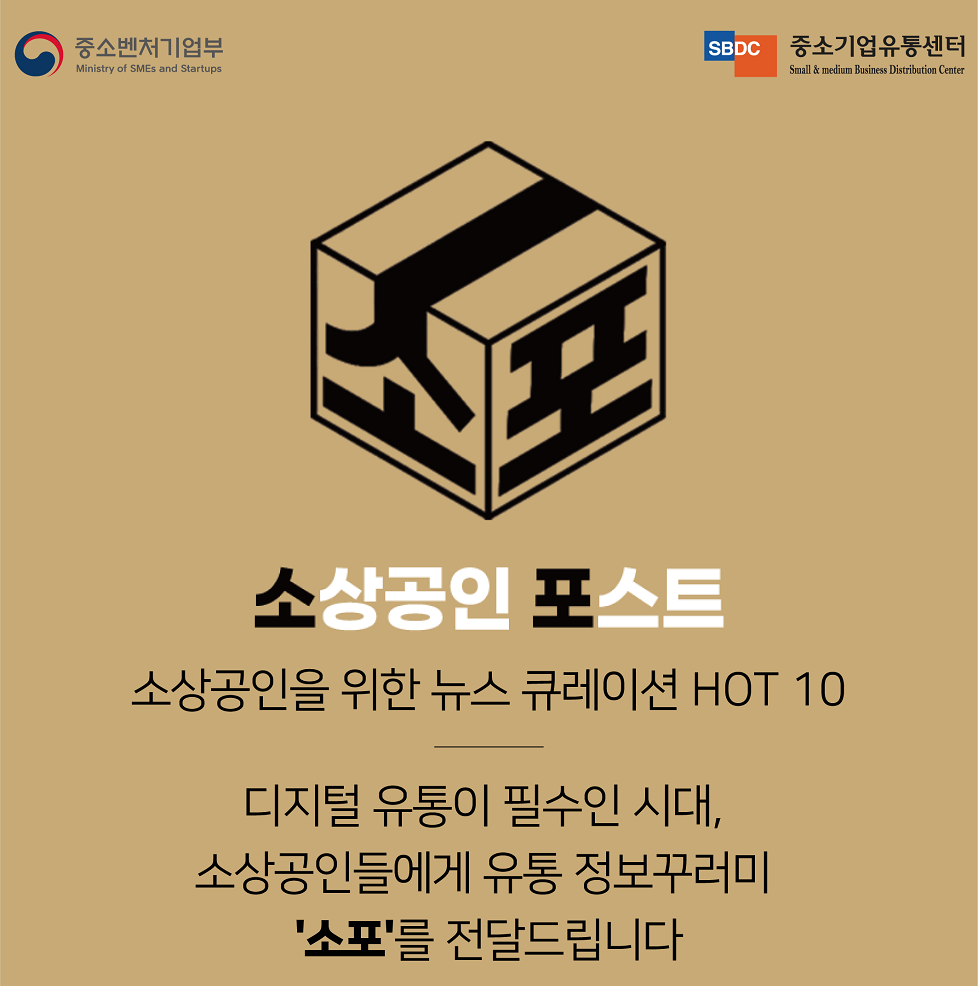 중소벤처기업부
Ministry of SMEs and Startups
SBDC
중소기업유통센터
Small & medium Business Distribution Center
소포
소상공인 포스트
소상공인을 위한 뉴스 큐레이션 HOT 10
디지털 유통이 필수인 시대,
소상공인들에게 유통 정보꾸러미
'소포'를 전달드립니다